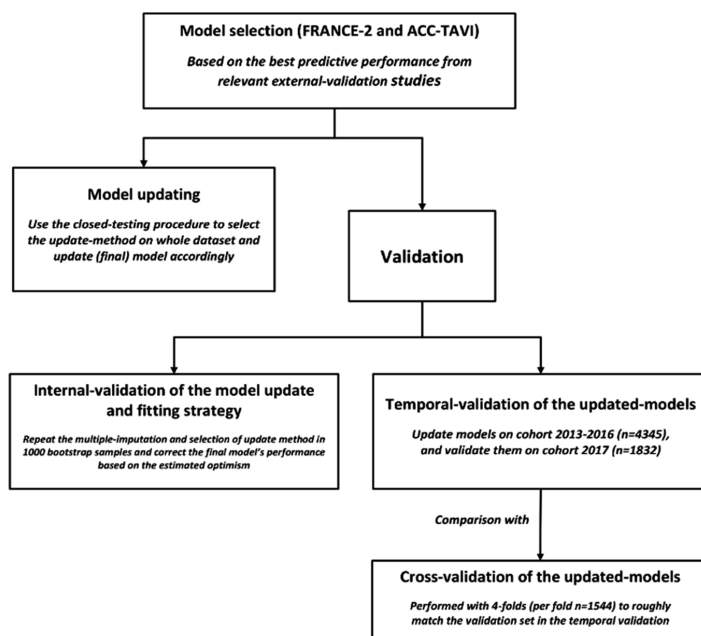 Model selection (FRANCE-2 and ACC-TAVI)
Based on the best predictive performance from
relevant external-validation studies
Model updating
Use the closed-testing procedure to select
the update-method on whole dataset and
update (final) model accordingly
Validation
Internal-validation of the model update
and fitting strategy
Repeat the multiple-imputation and selection of update method in
1000 bootstrap samples and correct the final model's performance
based on the estimated optimism
Temporal-validation of the updated-models
Update models on cohort 2013-2016 (n=4345),
and validate them on cohort 2017 (n=1832)
Comparison with
Cross-validation of the updated-models
Performed with 4-folds (per fold n=1544) to roughly
match the validation set in the temporal validation